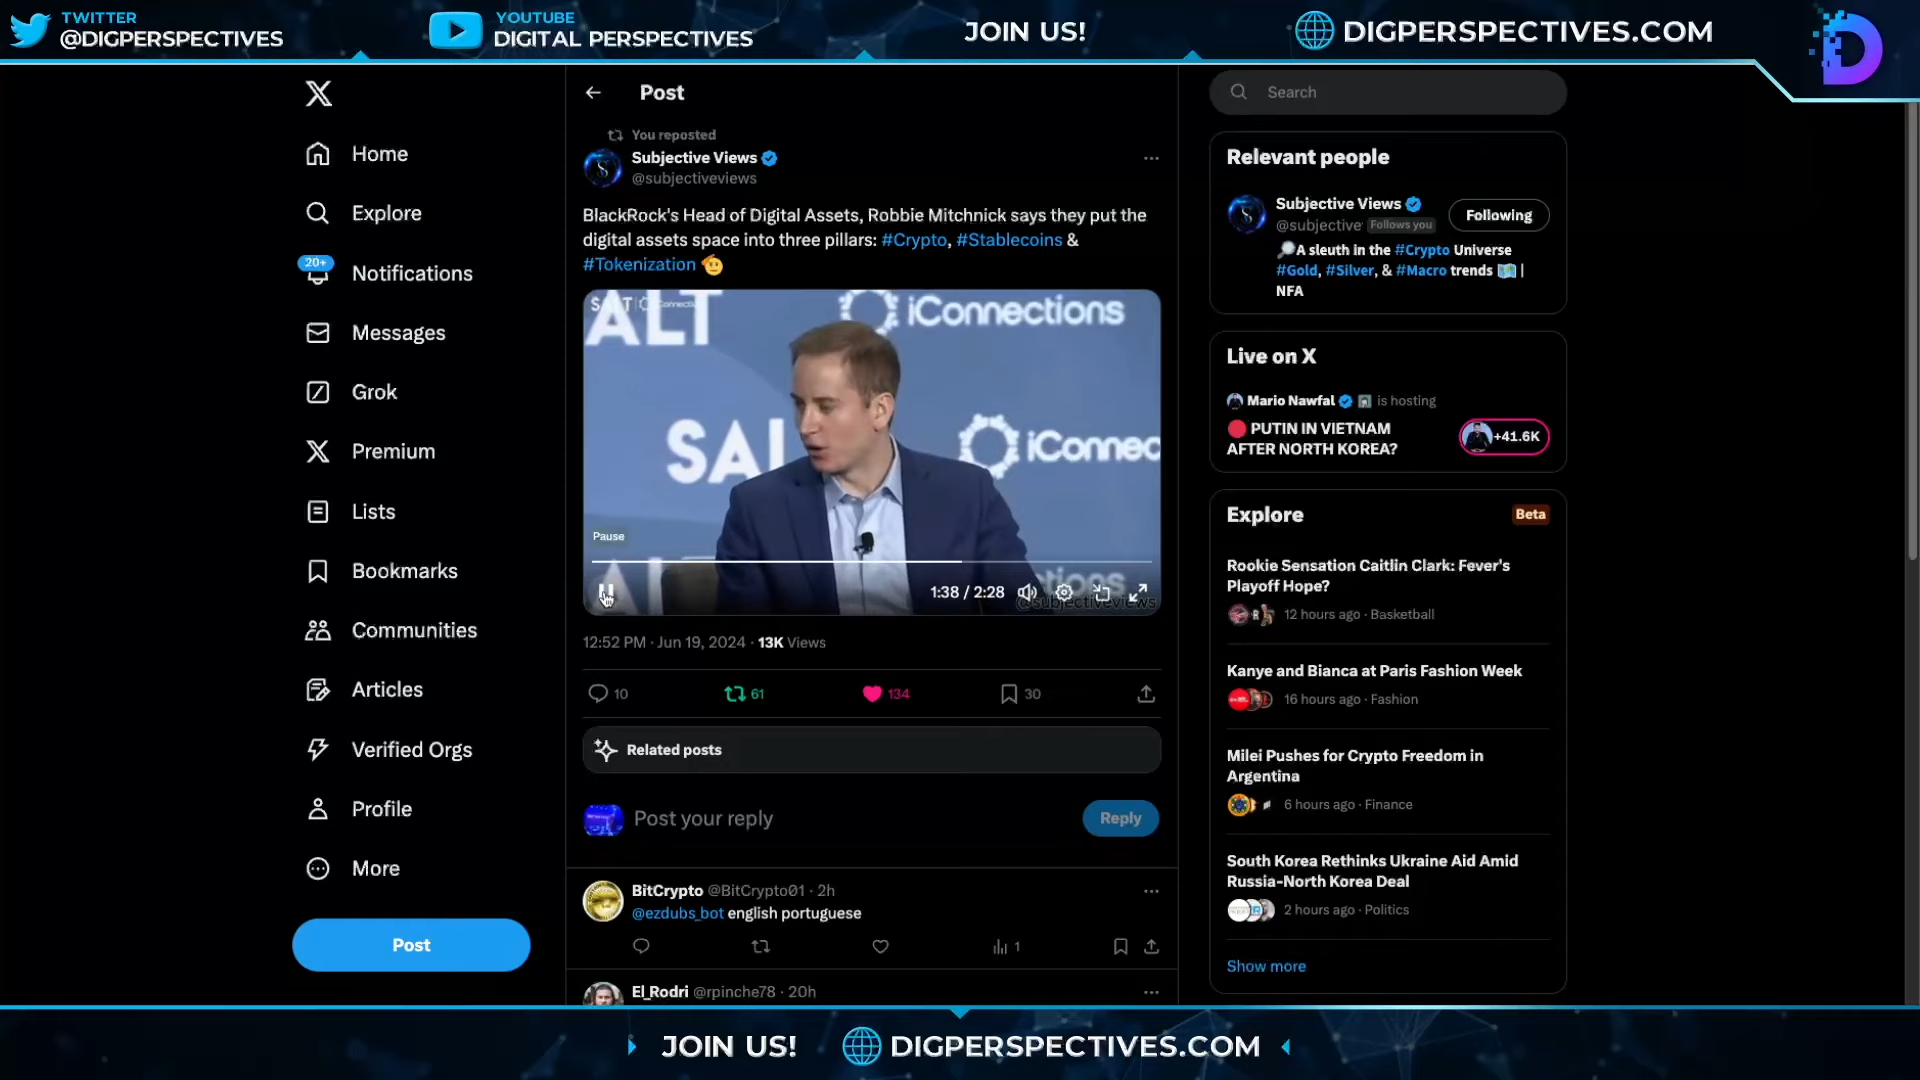 TWITTER
@DIGPERSPECTIVES
YOUTUBE
DIGITAL PERSPECTIVES
JOIN US!
DIGPERSPECTIVES.COM
Home
Explore
20+
Notifications
Messages
Grok
Premium
Lists
Bookmarks
Communities
Articles
Verified Orgs
Profile
More
Post
Post
You reposted
Subjective Views
@subjectiveviews
BlackRock's Head of Digital Assets, Robbie Mitchnick says they put the
digital assets space into three pillars: #Crypto, #Stablecoins &
#Tokenization
SALT iConnections
ALT iConnections
SAL iConnec
Pause
AL ctions
1:38 / 2:28
@subjectiveviews
12:52 PM · Jun 19, 2024 · 13K Views
10 61 134 30
Related posts
Post your reply
Reply
BitCrypto @BitCrypto01 · 2h
@ezdubs_bot english portuguese
1
El_Rodri @rpinche78 · 20h
Search
Relevant people
Subjective Views
@subjective Follows you
Following
A sleuth in the #Crypto Universe
#Gold, #Silver, & #Macro trends |
NFA
Live on X
Mario Nawfal is hosting
PUTIN IN VIETNAM
AFTER NORTH KOREA?
+41.6K
Explore
Beta
Rookie Sensation Caitlin Clark: Fever's
Playoff Hope?
12 hours ago · Basketball
Kanye and Bianca at Paris Fashion Week
16 hours ago · Fashion
Milei Pushes for Crypto Freedom in
Argentina
6 hours ago · Finance
South Korea Rethinks Ukraine Aid Amid
Russia-North Korea Deal
2 hours ago · Politics
Show more
JOIN US!
DIGPERSPECTIVES.COM